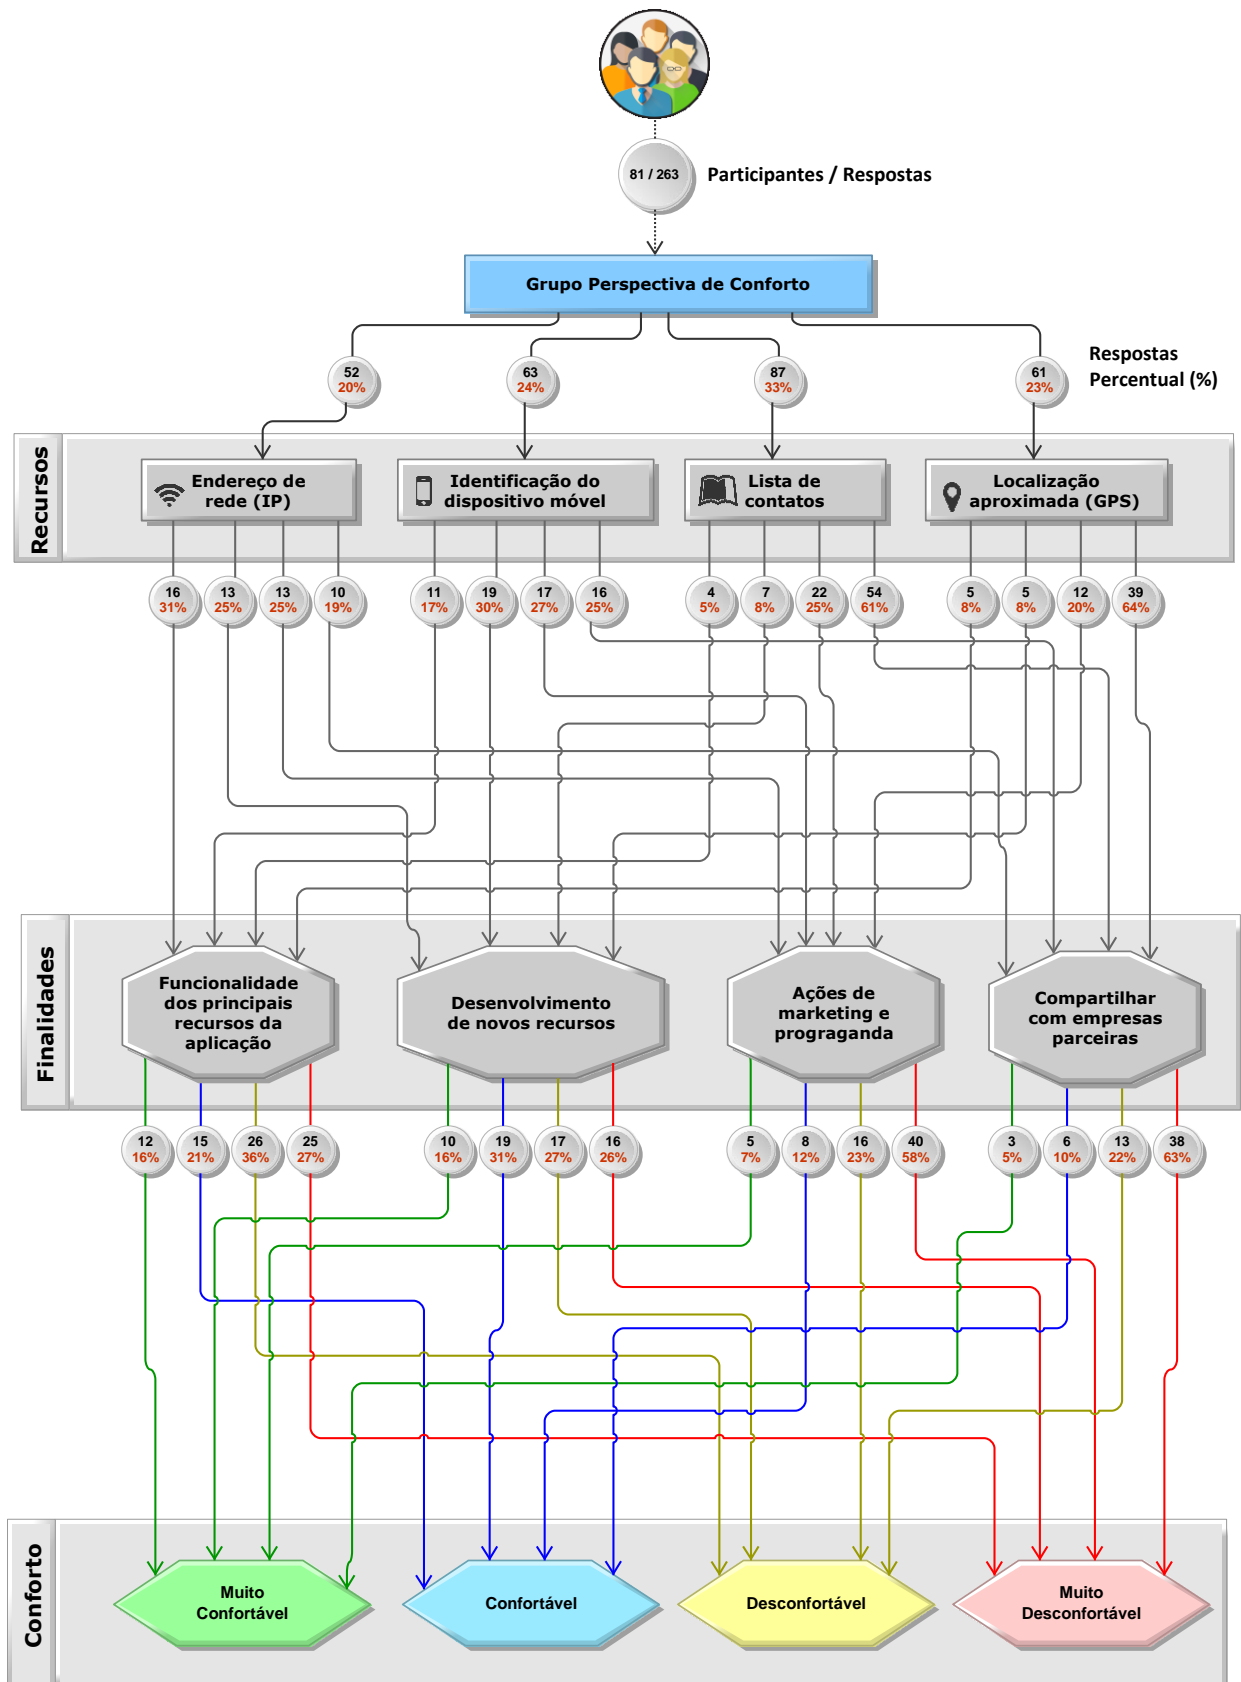 81 / 263
Participantes / Respostas
Grupo Perspectiva de Conforto
Respostas
Percentual (%)
52
20%
63
24%
87
33%
61
23%
Recursos
Endereço de
rede (IP)
Identificação do
dispositivo móvel
Lista de
contatos
Localização
aproximada (GPS)
16
31%
13
25%
13
25%
10
19%
11
17%
19
30%
17
27%
16
25%
4
5%
7
8%
22
25%
54
61%
5
8%
5
8%
12
20%
39
64%
Finalidades
Funcionalidade
dos principais
recursos da
aplicação
Desenvolvimento
de novos recursos
Ações de
marketing e
prograganda
Compartilhar
com empresas
parceiras
12
16%
15
21%
26
36%
25
27%
10
16%
19
31%
17
27%
16
26%
5
7%
8
12%
16
23%
40
58%
3
5%
6
10%
13
22%
38
63%
Conforto
Muito
Confortável
Confortável
Desconfortável
Muito
Desconfortável